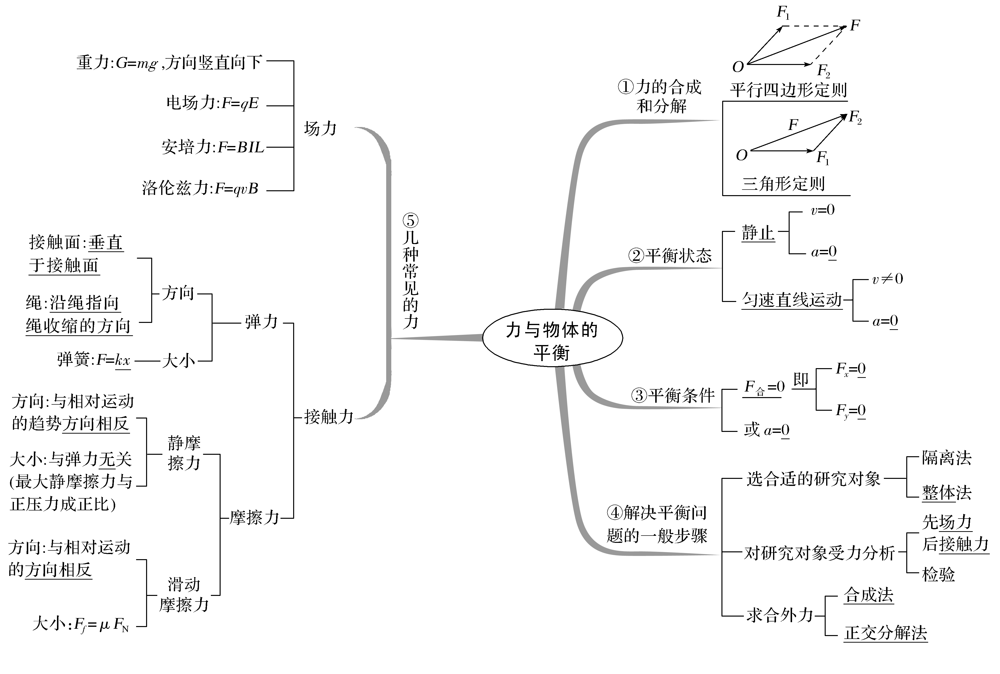 力与物体的
平衡
①力的合成
和分解
F₁
F
O
F₂
平行四边形定则
F
F₂
O
F₁
三角形定则
②平衡状态
静止
v=0
a=0
匀速直线运动
v≠0
a=0
③平衡条件
F合=0
即
Fₓ=0
F_y=0
或a=0
④解决平衡问
题的一般步骤
选合适的研究对象
隔离法
整体法
对研究对象受力分析
先场力
后接触力
检验
求合外力
合成法
正交分解法
⑤几种常见的力
场力
重力:G=mg,方向竖直向下
电场力:F=qE
安培力:F=BIL
洛伦兹力:F=qvB
接触力
弹力
方向
接触面:垂直
于接触面
绳:沿绳指向
绳收缩的方向
大小
弹簧:F=kx
摩擦力
静摩
擦力
方向:与相对运动
的趋势方向相反
大小:与弹力无关
(最大静摩擦力与
正压力成正比)
滑动
摩擦力
方向:与相对运动
的方向相反
大小:F_f=μF_N